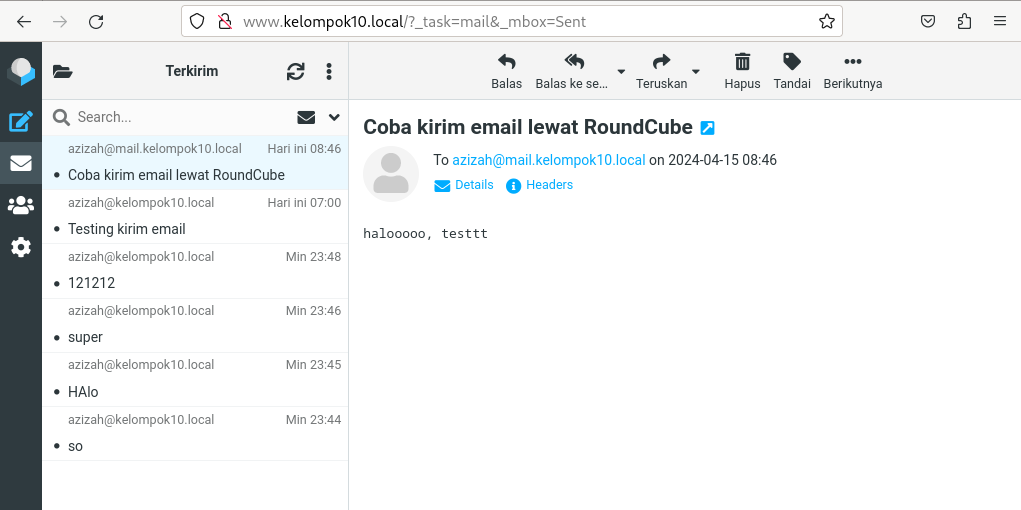 www.kelompok10.local/?_task=mail&_mbox=Sent
Terkirim
Search...
azizah@mail.kelompok10.local Hari ini 08:46
Coba kirim email lewat RoundCube
azizah@kelompok10.local Hari ini 07:00
Testing kirim email
azizah@kelompok10.local Min 23:48
121212
azizah@kelompok10.local Min 23:46
super
azizah@kelompok10.local Min 23:45
HAlo
azizah@kelompok10.local Min 23:44
so
Balas Balas ke se... Teruskan Hapus Tandai Berikutnya
Coba kirim email lewat RoundCube
To azizah@mail.kelompok10.local on 2024-04-15 08:46
Details Headers
halooooo, testtt